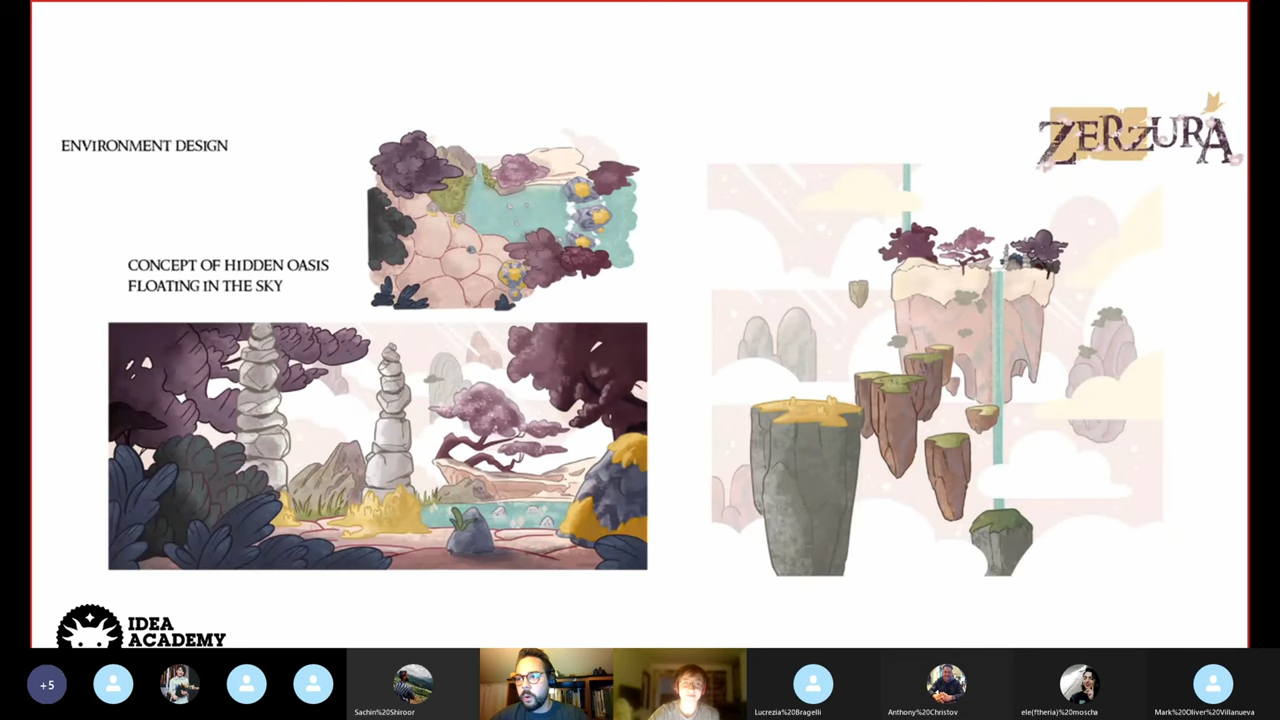 ENVIRONMENT DESIGN
ZERZURA
CONCEPT OF HIDDEN OASIS
FLOATING IN THE SKY
IDEA
ACADEMY
+5
Sachin%20Shiroor
Lucrezia%20Bragelli
Anthony%20Christov
ele(ftheria)%20moscha
Mark%20Oliver%20Villanueva